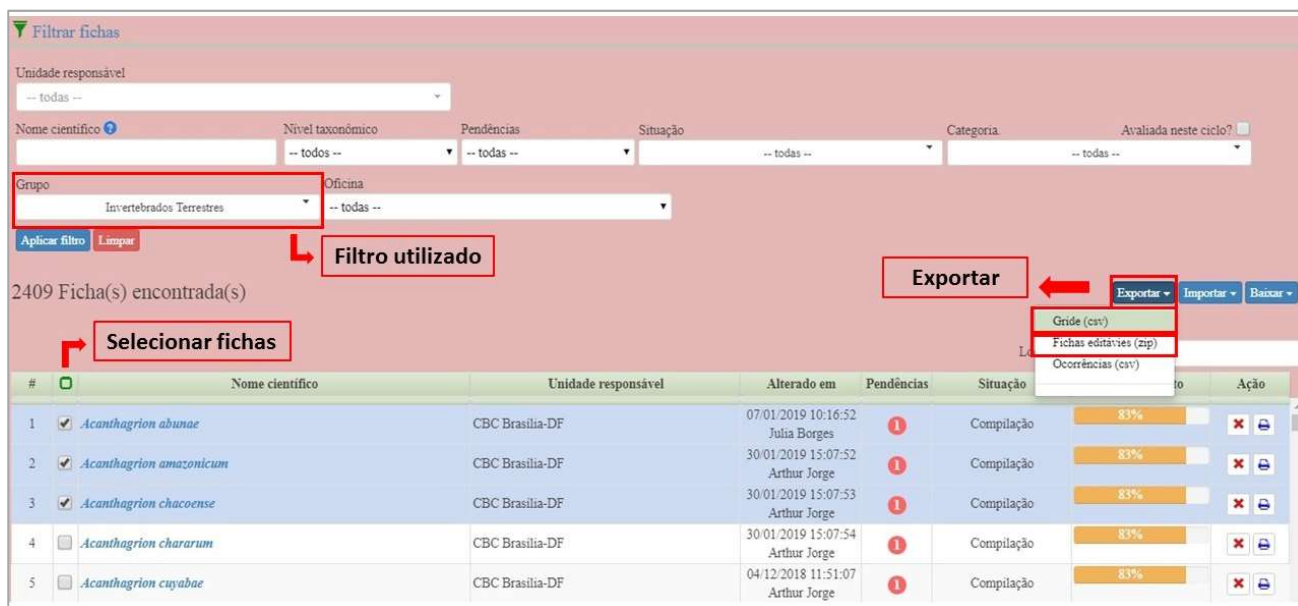 Filtrar fichas
Unidade responsável
-- todas --
Nome científico ? Nível taxonômico Pendências Situação Categoria. Avaliada neste ciclo?
-- todos -- -- todas -- -- todas -- -- todas --
Grupo Oficina
Invertebrados Terrestres -- todas --
Aplicar filtro Limpar
Filtro utilizado
Exportar
2409 Ficha(s) encontrada(s) Exportar Importar Baixar
Gride (csv)
Selecionar fichas
Fichas editávies (zip)
Ocorrências (csv)
# Nome científico Unidade responsável Alterado em Pendências Situação Ação
1 Acanthagrion abunae CBC Brasília-DF 07/01/2019 10:16:52 1 Compilação 83%
Julia Borges
2 Acanthagrion amazonicum CBC Brasília-DF 30/01/2019 15:07:52 1 Compilação 83%
Arthur Jorge
3 Acanthagrion chacoense CBC Brasília-DF 30/01/2019 15:07:53 1 Compilação 83%
Arthur Jorge
4 Acanthagrion chararum CBC Brasília-DF 30/01/2019 15:07:54 1 Compilação 83%
Arthur Jorge
5 Acanthagrion cuyabae CBC Brasília-DF 04/12/2018 11:51:07 1 Compilação 83%
Arthur Jorge